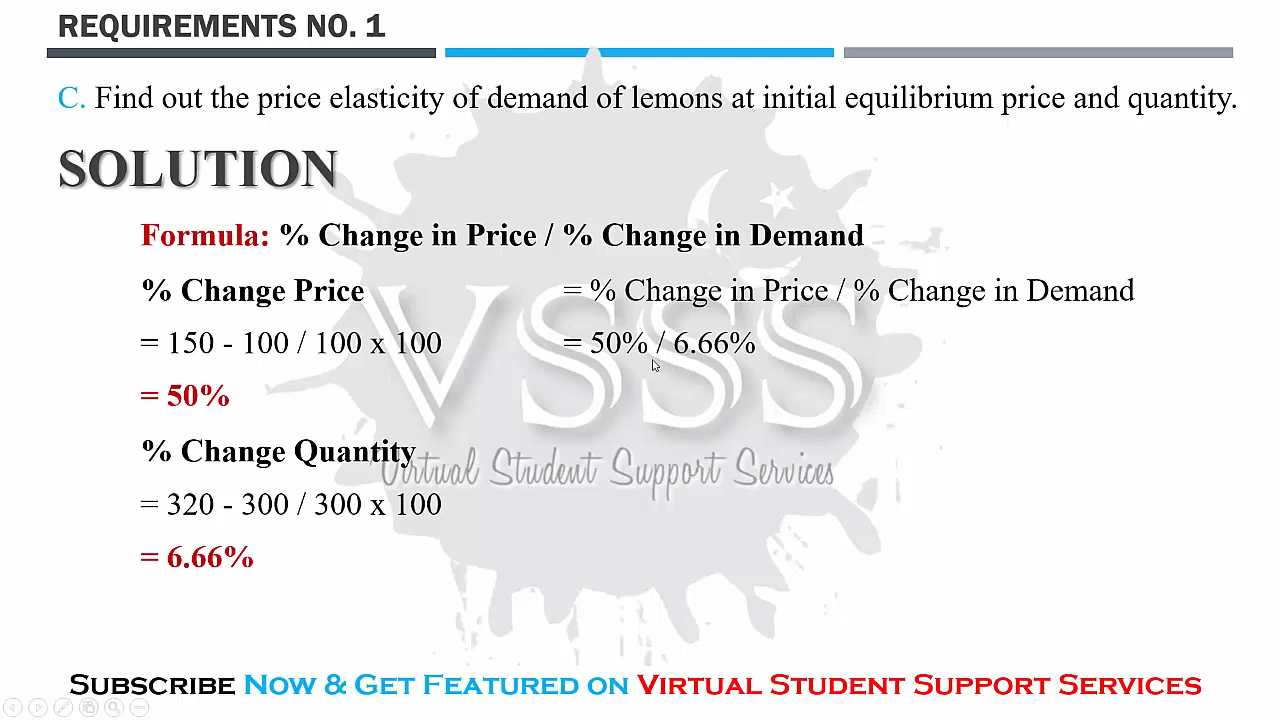 REQUIREMENTS NO. 1
C. Find out the price elasticity of demand of lemons at initial equilibrium price and quantity.
SOLUTION
Formula: % Change in Price / % Change in Demand
% Change Price
= 150 - 100 / 100 x 100
= 50%
% Change Quantity
= 320 - 300 / 300 x 100
= 6.66%
= % Change in Price / % Change in Demand
= 50% / 6.66%
VSSS
Virtual Student Support Services
SUBSCRIBE NOW & GET FEATURED ON VIRTUAL STUDENT SUPPORT SERVICES